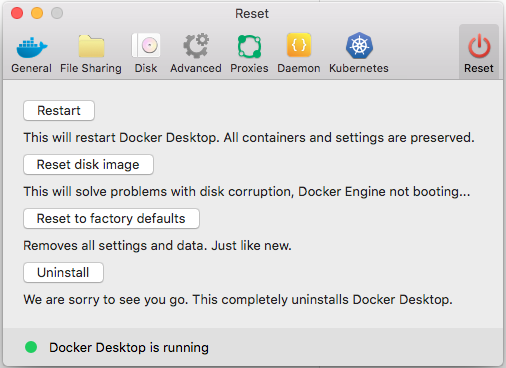 Reset
General File Sharing Disk Advanced Proxies Daemon Kubernetes Reset
Restart
This will restart Docker Desktop. All containers and settings are preserved.
Reset disk image
This will solve problems with disk corruption, Docker Engine not booting...
Reset to factory defaults
Removes all settings and data. Just like new.
Uninstall
We are sorry to see you go. This completely uninstalls Docker Desktop.
Docker Desktop is running